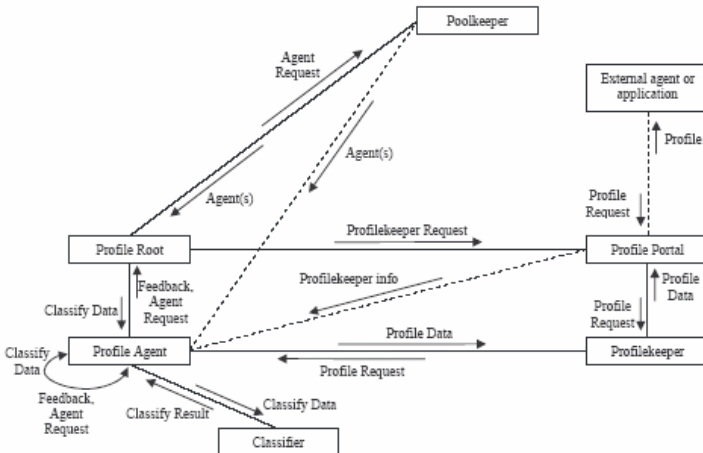 Poolkeeper
Agent
Request
External agent or
application
Profile
Agent(s)
Agent(s)
Profile
Request
Profile Root
Profilekeeper Request
Profile Portal
Feedback,
Agent
Request
Profilekeeper info
Profile
Data
Classify Data
Profile
Request
Profile Agent
Profile Data
Profilekeeper
Classify
Data
Profile Request
Feedback,
Agent
Request
Classify Result
Classify Data
Classifier